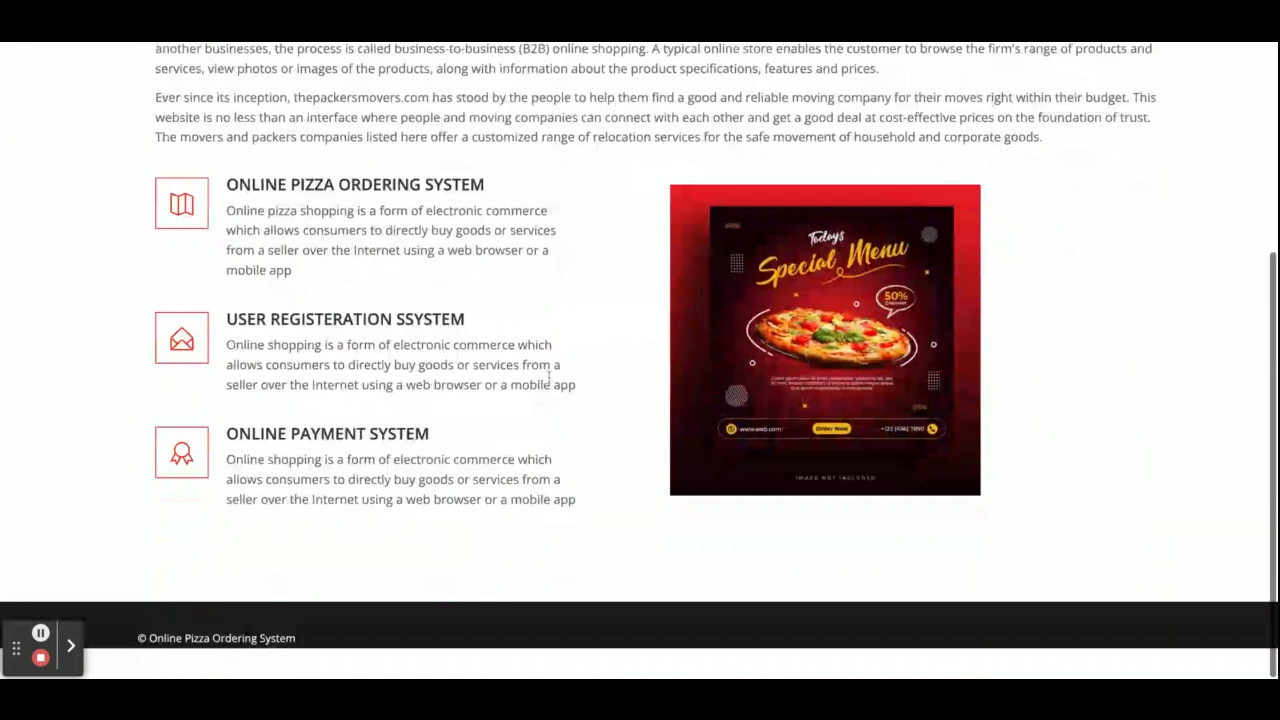 another businesses, the process is called business-to-business (B2B) online shopping. A typical online store enables the customer to browse the firm's range of products and
services, view photos or images of the products, along with information about the product specifications, features and prices.
Ever since its inception, thepackersmovers.com has stood by the people to help them find a good and reliable moving company for their moves right within their budget. This
website is no less than an interface where people and moving companies can connect with each other and get a good deal at cost-effective prices on the foundation of trust.
The movers and packers companies listed here offer a customized range of relocation services for the safe movement of household and corporate goods.
ONLINE PIZZA ORDERING SYSTEM
Online pizza shopping is a form of electronic commerce
which allows consumers to directly buy goods or services
from a seller over the Internet using a web browser or a
mobile app
USER REGISTERATION SSYSTEM
Online shopping is a form of electronic commerce which
allows consumers to directly buy goods or services from a
seller over the Internet using a web browser or a mobile app
ONLINE PAYMENT SYSTEM
Online shopping is a form of electronic commerce which
allows consumers to directly buy goods or services from a
seller over the Internet using a web browser or a mobile app
Todays
Special Menu
50%
Discount
www.web.com
Order Now
IMAGE NOT INCLUDED
© Online Pizza Ordering System